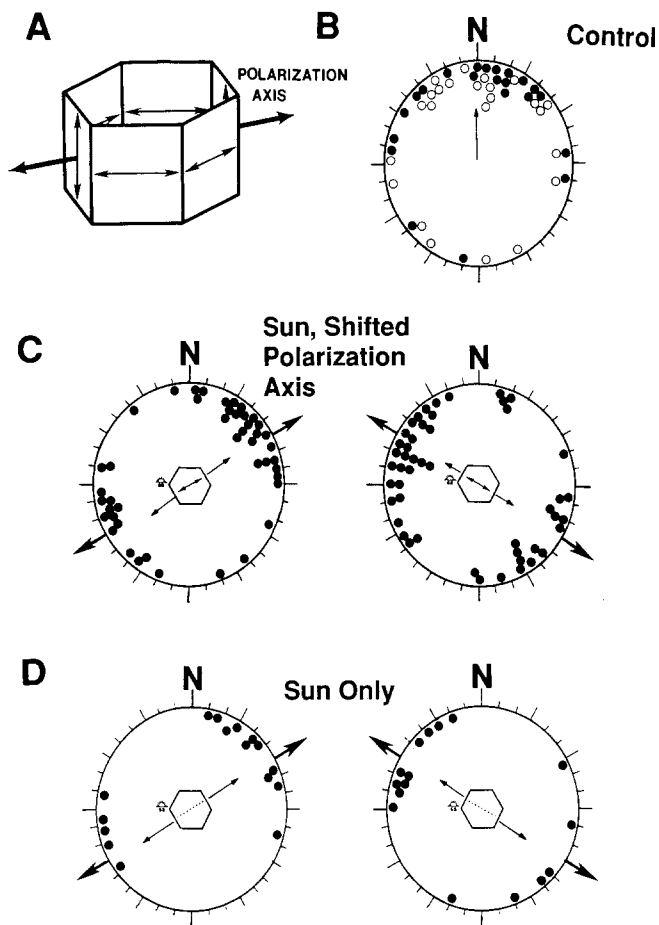 A
POLARIZATION
AXIS
B
N
Control
C
N
Sun, Shifted
Polarization
Axis
N
D
N
Sun Only
N